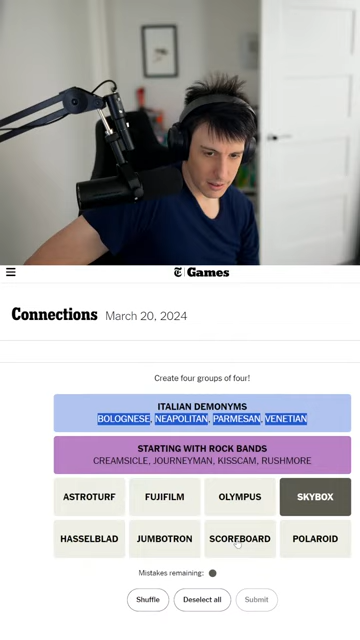 Games
Connections March 20, 2024
Create four groups of four!
ITALIAN DEMONYMS
BOLOGNESE, NEAPOLITAN, PARMESAN, VENETIAN
STARTING WITH ROCK BANDS
CREAMSICLE, JOURNEYMAN, KISSCAM, RUSHMORE
ASTROTURF FUJIFILM OLYMPUS SKYBOX
HASSELBLAD JUMBOTRON SCOREBOARD POLAROID
Mistakes remaining:
Shuffle Deselect all Submit